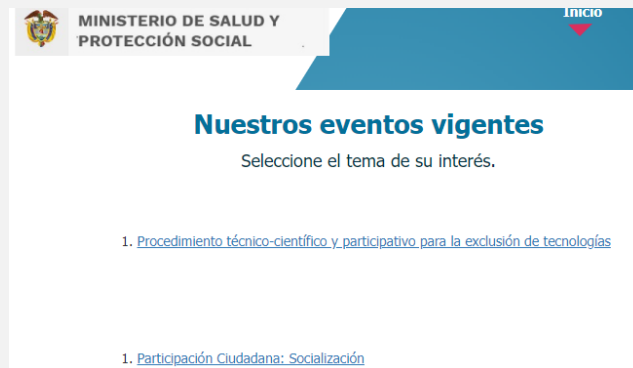 MINISTERIO DE SALUD Y
PROTECCIÓN SOCIAL
Inicio
Nuestros eventos vigentes
Seleccione el tema de su interés.
1. Procedimiento técnico-científico y participativo para la exclusión de tecnologías
1. Participación Ciudadana: Socialización